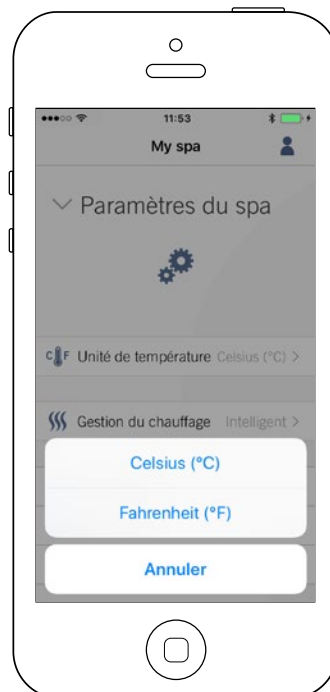 11:53
My spa
Paramètres du spa
C F Unité de température Celsius (°C) >
Gestion du chauffage Intelligent >
Celsius (°C)
Fahrenheit (°F)
Annuler